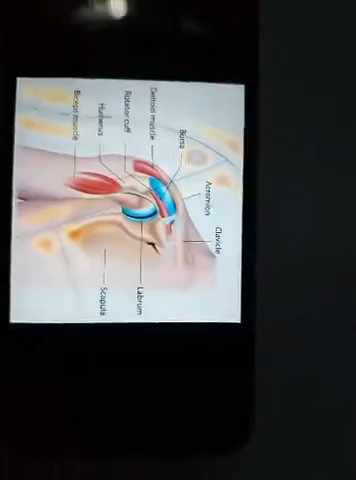 Clavicle
Acromion
Bursa
Deltoid muscle
Rotator cuff
Humerus
Biceps muscle
Labrum
Scapula